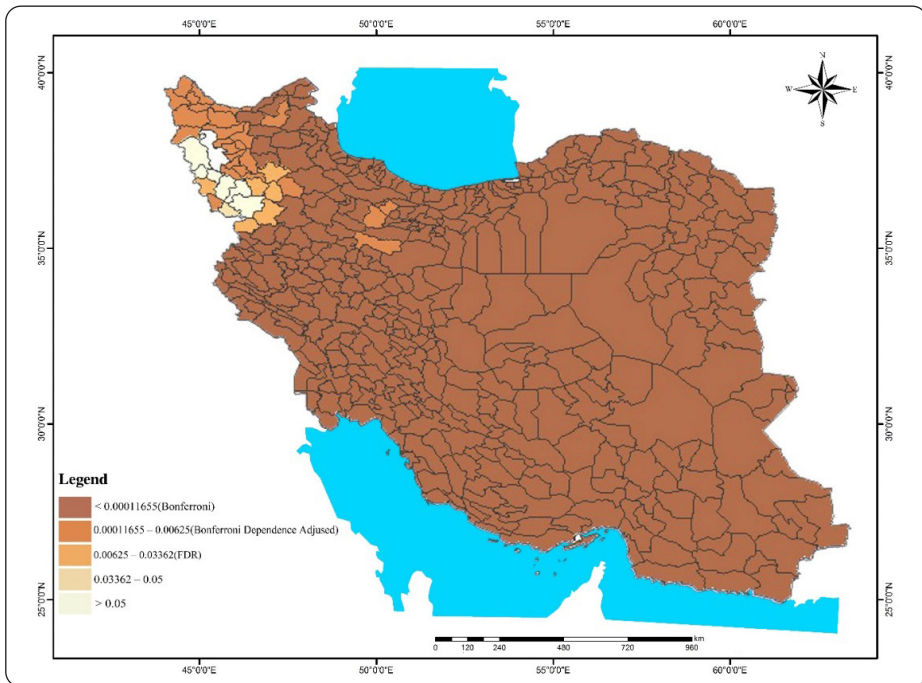 45°0'0"E 50°0'0"E 55°0'0"E 60°0'0"E
40°0'0"N 40°0'0"N
N
W E
S
35°0'0"N 35°0'0"N
30°0'0"N 30°0'0"N
Legend
< 0.00011655(Bonferroni)
0.00011655 – 0.00625(Bonferroni Dependence Adjusted)
0.00625 – 0.03362(FDR)
0.03362 – 0.05
> 0.05
25°0'0"N 25°0'0"N
km
0 120 240 480 720 960
45°0'0"E 50°0'0"E 55°0'0"E 60°0'0"E